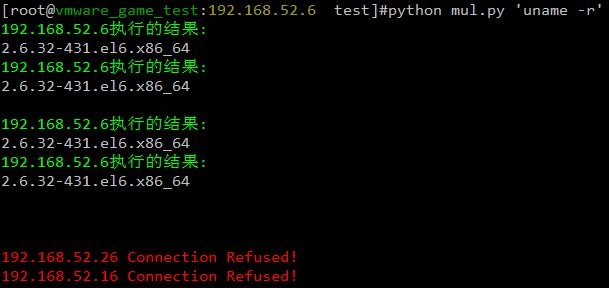 [root@vmware_game_test:192.168.52.6  test]#python mul.py 'uname -r'
192.168.52.6执行的结果:
2.6.32-431.el6.x86_64
192.168.52.6执行的结果:
2.6.32-431.el6.x86_64
192.168.52.6执行的结果:
2.6.32-431.el6.x86_64
192.168.52.6执行的结果:
2.6.32-431.el6.x86_64
192.168.52.26 Connection Refused!
192.168.52.16 Connection Refused!